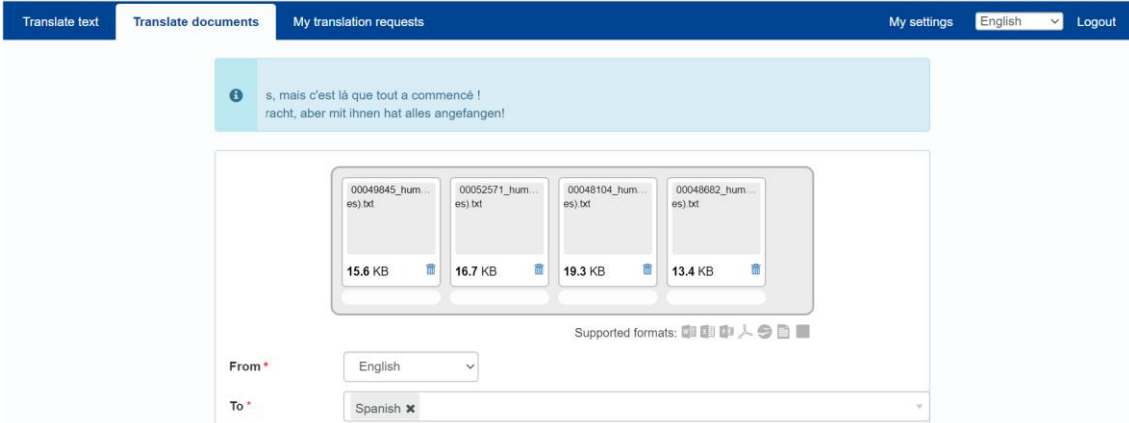 Translate text Translate documents My translation requests My settings English Logout
s, mais c'est là que tout a commencé !
racht, aber mit ihnen hat alles angefangen!
00049845_hum... 00052571_hum... 00048104_hum... 00048682_hum...
es).txt es).txt es).txt es).txt
15.6 KB 16.7 KB 19.3 KB 13.4 KB
Supported formats:
From * English
To * Spanish ×